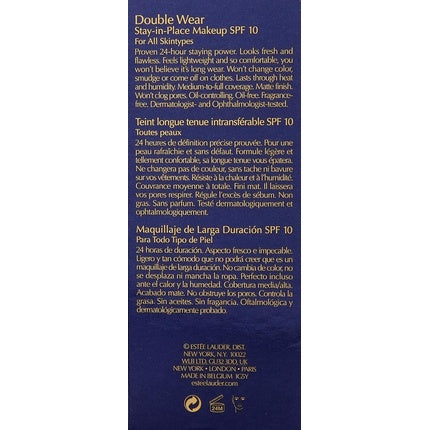 Double Wear
Stay-in-Place Makeup SPF 10
For All Skintypes
Proven 24-hour staying power. Looks fresh and
flawless. Feels lightweight and so comfortable, you
won't believe it's long wear. Won't change color,
smudge or come off on clothes. Lasts through heat
and humidity. Medium-to-full coverage. Matte finish.
Won't clog pores. Oil-controlling. Oil-free. Fragrance-
free. Dermatologist- and Ophthalmologist-tested.
Teint longue tenue intransférable SPF 10
Toutes peaux
24 heures de définition précise prouvée. Pour une
peau rafraîchie et sans défaut. Formule légère et
tellement confortable, sa longue tenue vous épatera.
Ne changera pas de couleur, sans tache ni bavure
sur vos vêtements. Résiste à la chaleur et à l'humidité.
Couvrance moyenne à totale. Fini mat. Il laissera
vos pores respirer. Régule l'excès de sébum. Non
gras. Sans parfum. Testé dermatologiquement et
ophtalmologiquement.
Maquillaje de Larga Duración SPF 10
Para Todo Tipo de Piel
24 horas de duración. Aspecto fresco e impecable.
Ligero y tan cómodo que no podrá creer que es un
maquillaje de larga duración. No cambia de color, no
se desplaza ni mancha la ropa. Perfecto incluso
ante el calor y la humedad. Cobertura media/alta.
Acabado mate. No obstruye los poros. Controla la
grasa. Sin aceites. Sin fragancia. Oftalmológica y
dermatológicamente probado.
© ESTÉE LAUDER, DIST.
NEW YORK, N.Y. 10022
WLB LTD, GU32 3DD, UK
NEW YORK • LONDON • PARIS
MADE IN BELGIUM 1G5Y
esteelauder.com
24M